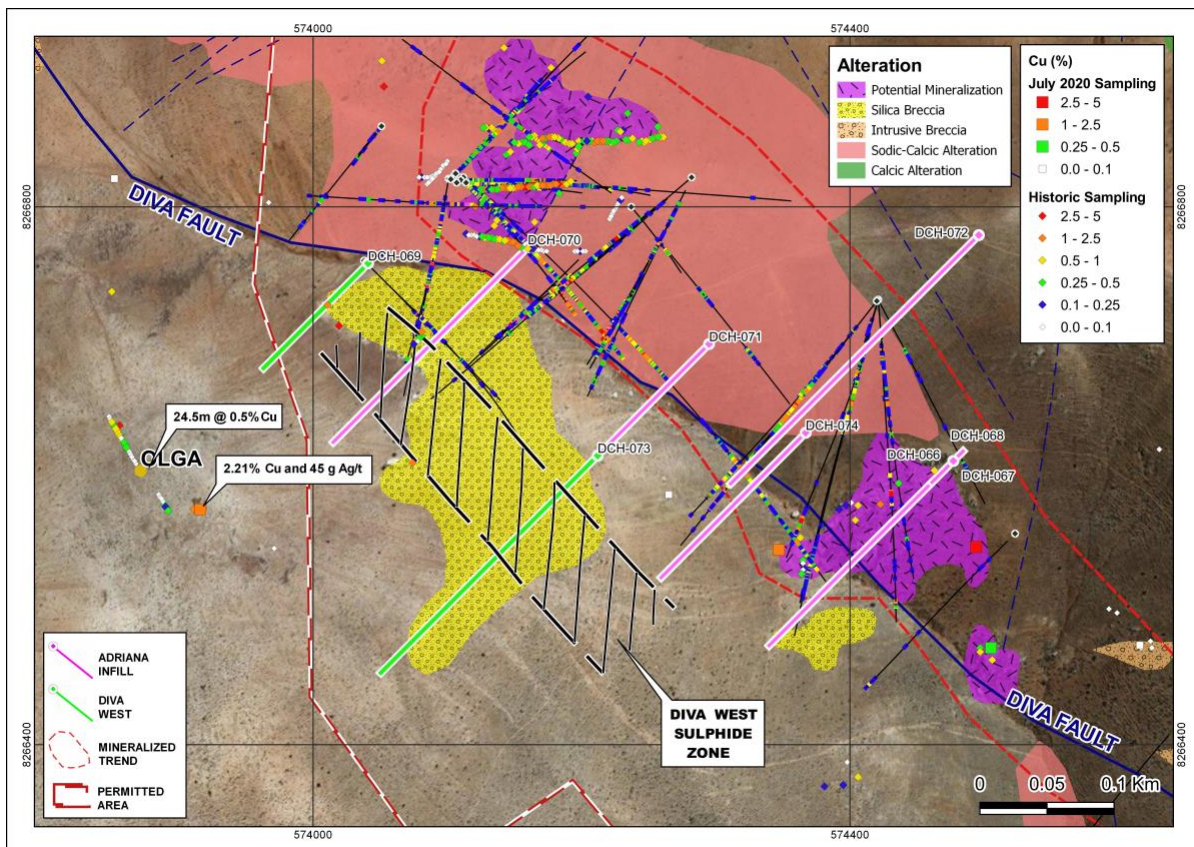 574000
574400
8266800
8266400
574000
574400
8266800
8266400
Alteration
Potential Mineralization
Silica Breccia
Intrusive Breccia
Sodic-Calcic Alteration
Calcic Alteration
Cu (%)
July 2020 Sampling
2.5 - 5
1 - 2.5
0.25 - 0.5
0.0 - 0.1
Historic Sampling
2.5 - 5
1 - 2.5
0.5 - 1
0.25 - 0.5
0.1 - 0.25
0.0 - 0.1
DIVA FAULT
DCH-069
DCH-070
DCH-072
DCH-071
DCH-074
DCH-073
DCH-068
DCH-066
DCH-067
24.5m @ 0.5% Cu
OLGA
2.21% Cu and 45 g Ag/t
DIVA WEST
SULPHIDE
ZONE
DIVA FAULT
ADRIANA
INFILL
DIVA
WEST
MINERALIZED
TREND
PERMITTED
AREA
0 0.05 0.1 Km